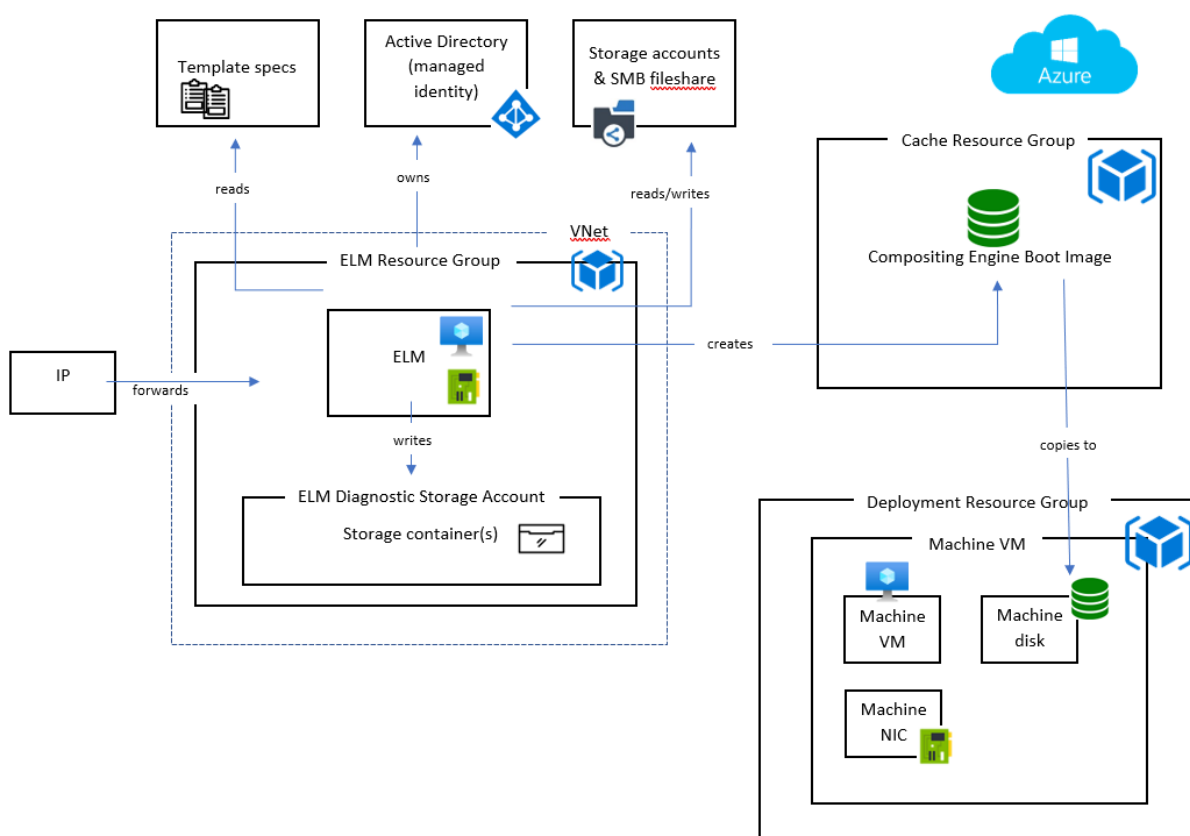 Template specs
Active Directory
(managed
identity)
Storage accounts
& SMB fileshare
Azure
Cache Resource Group
reads
owns
reads/writes
VNet
ELM Resource Group
Compositing Engine Boot Image
ELM
creates
IP
forwards
writes
copies to
ELM Diagnostic Storage Account
Storage container(s)
Deployment Resource Group
Machine VM
Machine
VM
Machine
disk
Machine
NIC